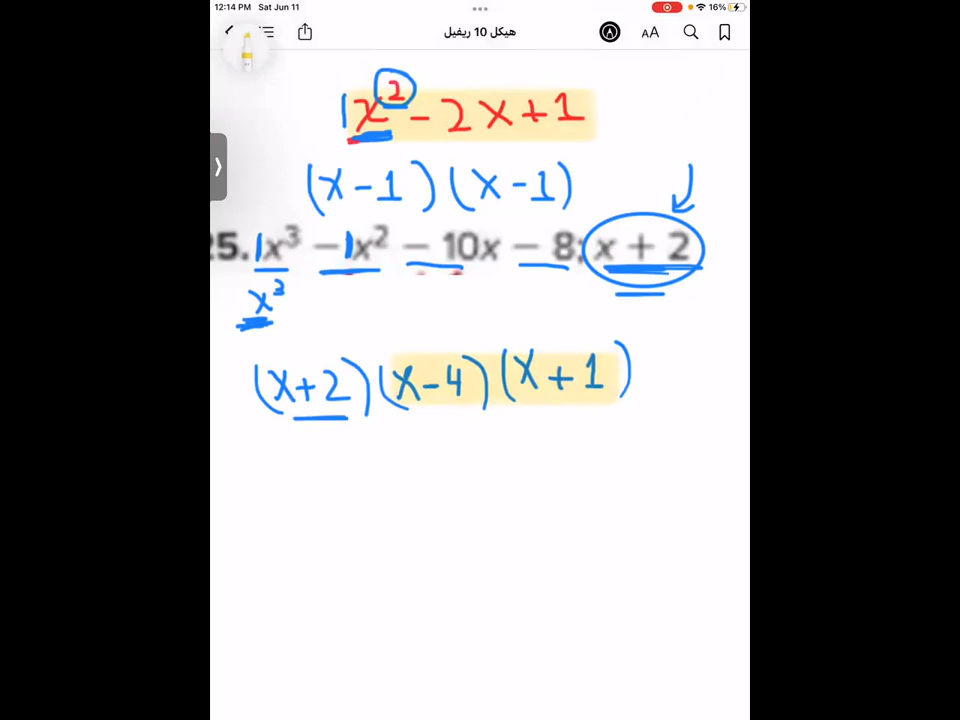 12:14 PM Sat Jun 11
16%
هيكل 10 ريفيل
AA
1x² - 2x + 1
(x - 1)(x - 1)
25. 1x³ - 1x² - 10x - 8; x + 2
x³
(x + 2)(x - 4)(x + 1)